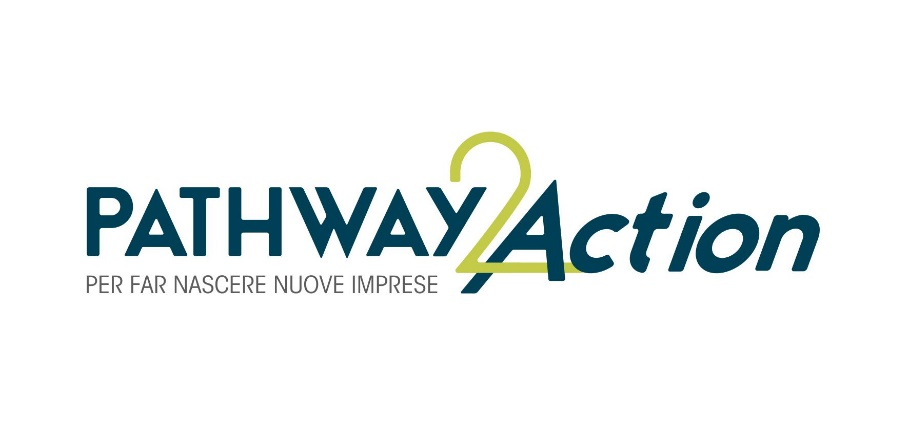 PATHWAY2Action
PER FAR NASCERE NUOVE IMPRESE